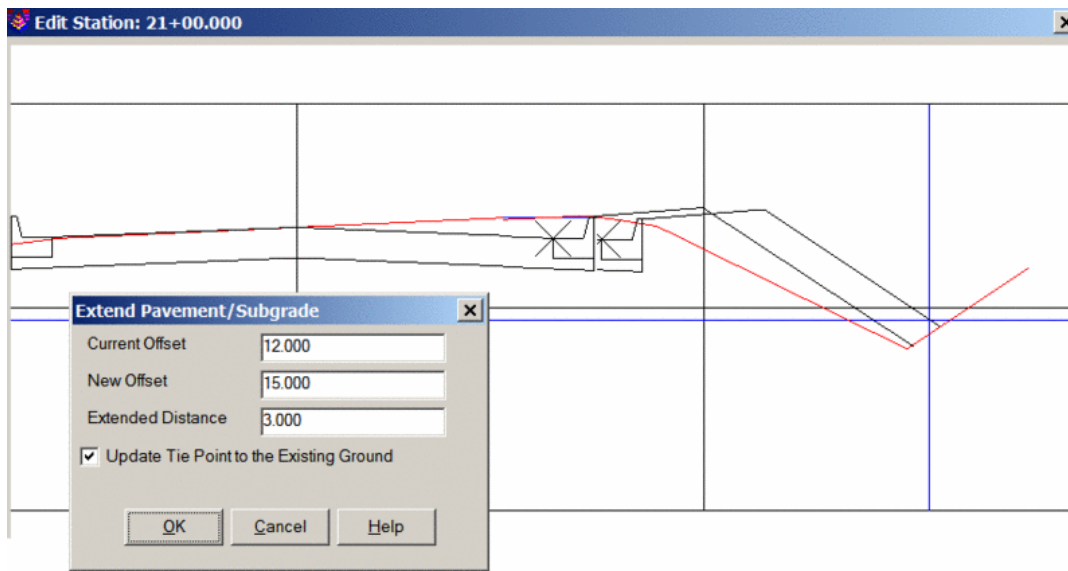 Edit Station: 21+00.000
Extend Pavement/Subgrade
Current Offset 12.000
New Offset 15.000
Extended Distance 3.000
Update Tie Point to the Existing Ground
OK Cancel Help